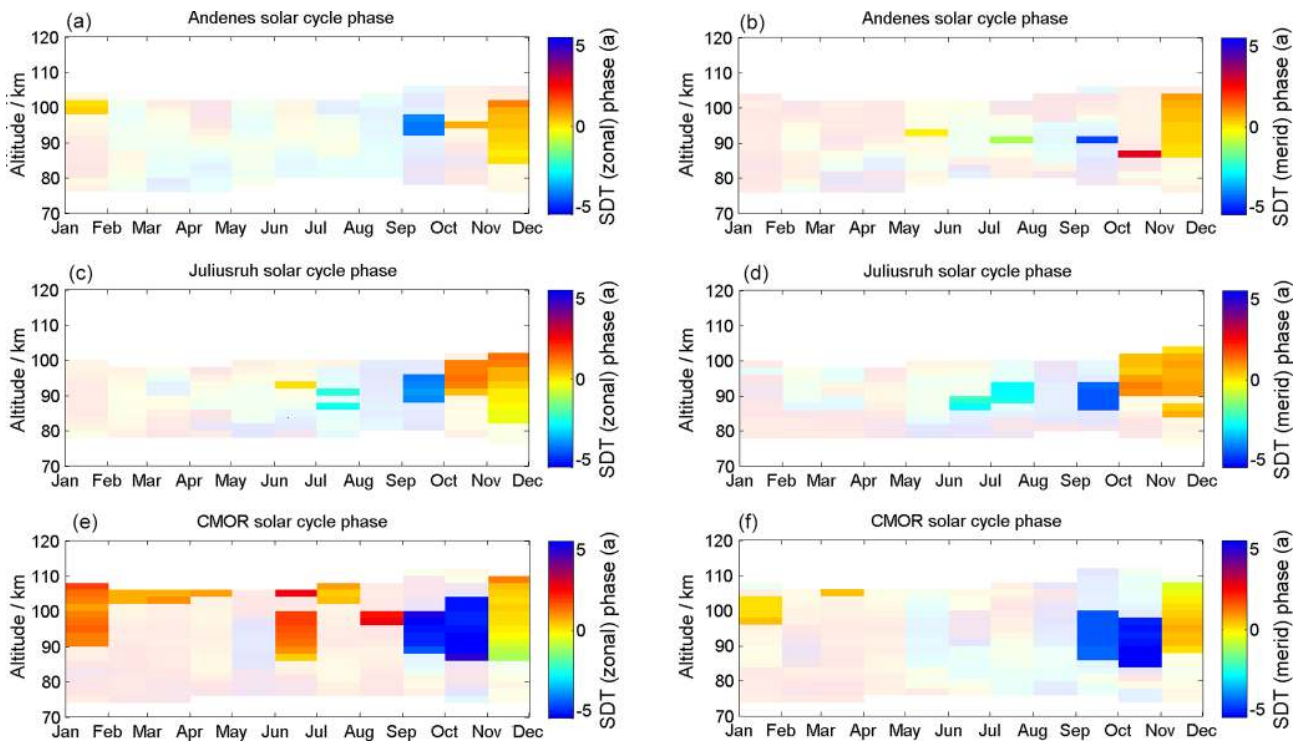 (a) Andenes solar cycle phase
120
110
100
90
80
70
Altitude / km
Jan Feb Mar Apr May Jun Jul Aug Sep Oct Nov Dec
5
0
-5
SDT (zonal) phase (a)
(b) Andenes solar cycle phase
120
110
100
90
80
70
Altitude / km
Jan Feb Mar Apr May Jun Jul Aug Sep Oct Nov Dec
5
0
-5
SDT (merid) phase (a)
(c) Juliusruh solar cycle phase
120
110
100
90
80
70
Altitude / km
Jan Feb Mar Apr May Jun Jul Aug Sep Oct Nov Dec
5
0
-5
SDT (zonal) phase (a)
(d) Juliusruh solar cycle phase
120
110
100
90
80
70
Altitude / km
Jan Feb Mar Apr May Jun Jul Aug Sep Oct Nov Dec
5
0
-5
SDT (merid) phase (a)
(e) CMOR solar cycle phase
120
110
100
90
80
70
Altitude / km
Jan Feb Mar Apr May Jun Jul Aug Sep Oct Nov Dec
5
0
-5
SDT (zonal) phase (a)
(f) CMOR solar cycle phase
120
110
100
90
80
70
Altitude / km
Jan Feb Mar Apr May Jun Jul Aug Sep Oct Nov Dec
5
0
-5
SDT (merid) phase (a)